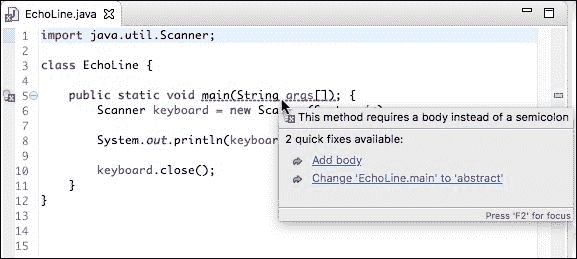 EchoLine.java
1 import java.util.Scanner;
2
3 class EchoLine {
4
5 public static void main(String args[]); {
6 Scanner keyboard = new Sca
7
8 System.out.println(keyboar
9
10 keyboard.close();
11 }
12 }
13
14
15
This method requires a body instead of a semicolon
2 quick fixes available:
Add body
Change 'EchoLine.main' to 'abstract'
Press 'F2' for focus